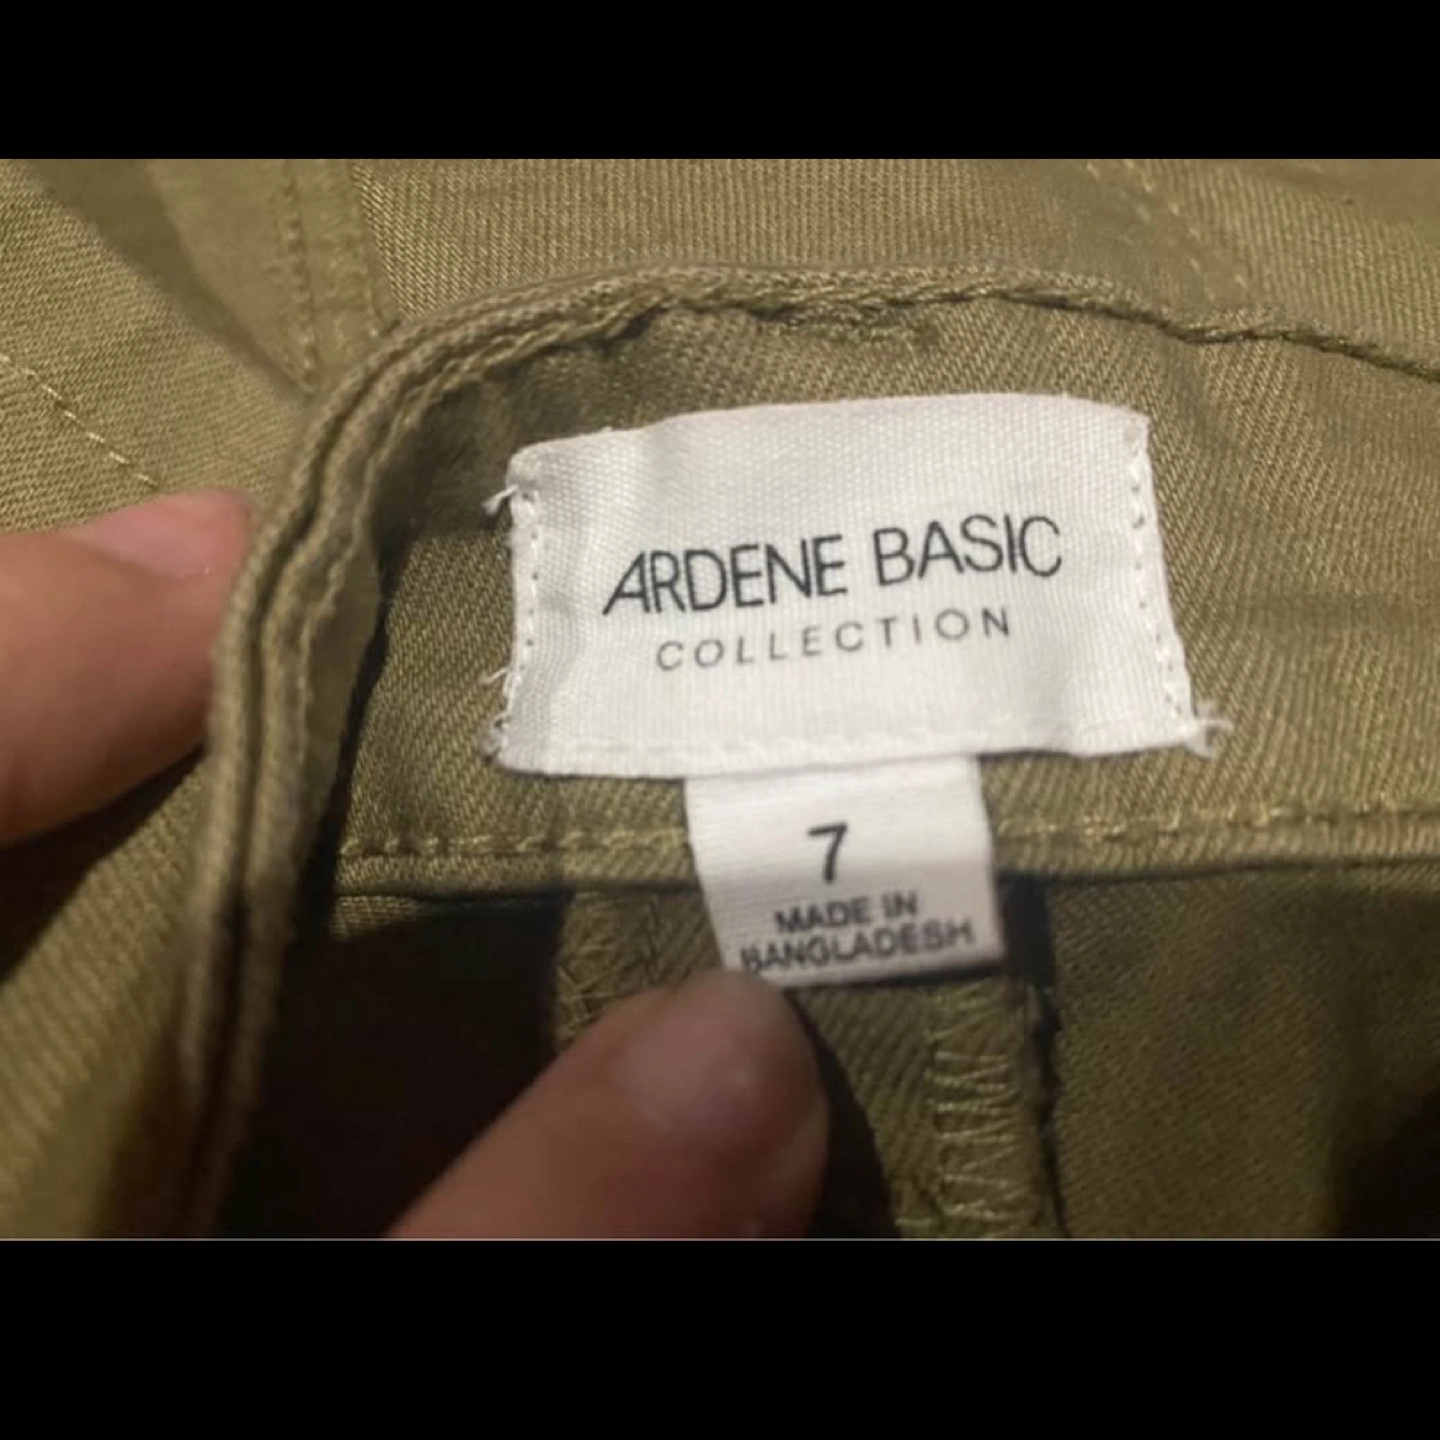 ARDENE BASIC
COLLECTION
7
MADE IN
BANGLADESH